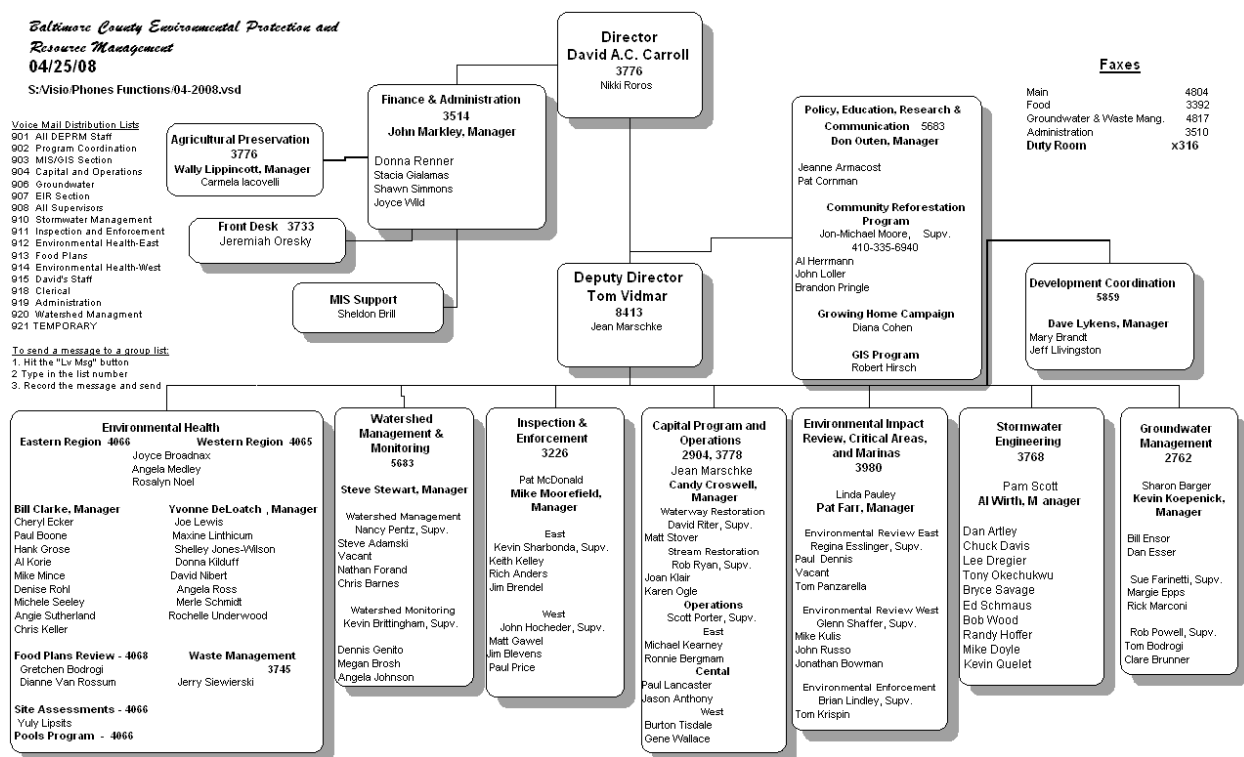 Baltimore County Environmental Protection and
Resource Management
04/25/08
S:/Visio/Phones Functions/04-2008.vsd
Voice Mail Distribution Lists
901 All DEPRM Staff
902 Program Coordination
903 MIS/GIS Section
904 Capital and Operations
906 Groundwater
907 EIR Section
908 All Supervisors
910 Stormwater Management
911 Inspection and Enforcement
912 Environmental Health-East
913 Food Plans
914 Environmental Health-West
915 David's Staff
918 Clerical
919 Administration
920 Watershed Managment
921 TEMPORARY
To send a message to a group list:
1. Hit the "Lv Msg" button
2 Type in the list number
3. Record the message and send
Director
David A.C. Carroll
3776
Nikki Roros
Faxes
Main 4804
Food 3392
Groundwater & Waste Mang. 4817
Administration 3510
Duty Room x316
Finance & Administration
3514
John Markley, Manager
Donna Renner
Stacia Gialamas
Shawn Simmons
Joyce Wild
Agricultural Preservation
3776
Wally Lippincott, Manager
Carmela Iacovelli
Front Desk 3733
Jeremiah Oresky
MIS Support
Sheldon Brill
Deputy Director
Tom Vidmar
8413
Jean Marschke
Policy, Education, Research &
Communication 5683
Don Outen, Manager
Jeanne Armacost
Pat Cornman
Community Reforestation
Program
Jon-Michael Moore, Supv.
410-335-6940
Al Herrmann
John Loller
Brandon Pringle
Growing Home Campaign
Diana Cohen
GIS Program
Robert Hirsch
Development Coordination
5859
Dave Lykens, Manager
Mary Brandt
Jeff Llivingston
Environmental Health
Eastern Region 4066 Western Region 4065
Joyce Broadnax
Angela Medley
Rosalyn Noel
Bill Clarke, Manager Yvonne DeLoatch , Manager
Cheryl Ecker Joe Lewis
Paul Boone Maxine Linthicum
Hank Grose Shelley Jones-Wilson
Al Korie Donna Kilduff
Mike Mince David Nibert
Denise Rohl Angela Ross
Michele Seeley Merle Schmidt
Angie Sutherland Rochelle Underwood
Chris Keller
Food Plans Review - 4068 Waste Management
Gretchen Bodrogi 3745
Dianne Van Rossum Jerry Siewierski
Site Assessments - 4066
Yuly Lipsits
Pools Program - 4066
Watershed
Management &
Monitoring
5683
Steve Stewart, Manager
Watershed Management
Nancy Pentz, Supv.
Steve Adamski
Vacant
Nathan Forand
Chris Barnes
Watershed Monitoring
Kevin Brittingham, Supv.
Dennis Genito
Megan Brosh
Angela Johnson
Inspection &
Enforcement
3226
Pat McDonald
Mike Moorefield,
Manager
East
Kevin Sharbonda, Supv.
Keith Kelley
Rich Anders
Jim Brendel
West
John Hocheder, Supv.
Matt Gawel
Jim Blevens
Paul Price
Capital Program and
Operations
2904, 3778
Jean Marschke
Candy Croswell,
Manager
Waterway Restoration
David Riter, Supv.
Matt Stover
Stream Restoration
Rob Ryan, Supv.
Joan Klair
Karen Ogle
Operations
Scott Porter, Supv.
East
Michael Kearney
Ronnie Bergmam
Cental
Paul Lancaster
Jason Anthony
West
Burton Tisdale
Gene Wallace
Environmental Impact
Review, Critical Areas,
and Marinas
3980
Linda Pauley
Pat Farr, Manager
Environmental Review East
Regina Esslinger, Supv.
Paul Dennis
Vacant
Tom Panzarella
Environmental Review West
Glenn Shaffer, Supv.
Mike Kulis
John Russo
Jonathan Bowman
Environmental Enforcement
Brian Lindley, Supv.
Tom Krispin
Stormwater
Engineering
3768
Pam Scott
Al Wirth, M anager
Dan Artley
Chuck Davis
Lee Dregier
Tony Okechukwu
Bryce Savage
Ed Schmaus
Bob Wood
Randy Hoffer
Mike Doyle
Kevin Quelet
Groundwater
Management
2762
Sharon Barger
Kevin Koepenick,
Manager
Bill Ensor
Dan Esser
Sue Farinetti, Supv.
Margie Epps
Rick Marconi
Rob Powell, Supv.
Tom Bodrogi
Clare Brunner